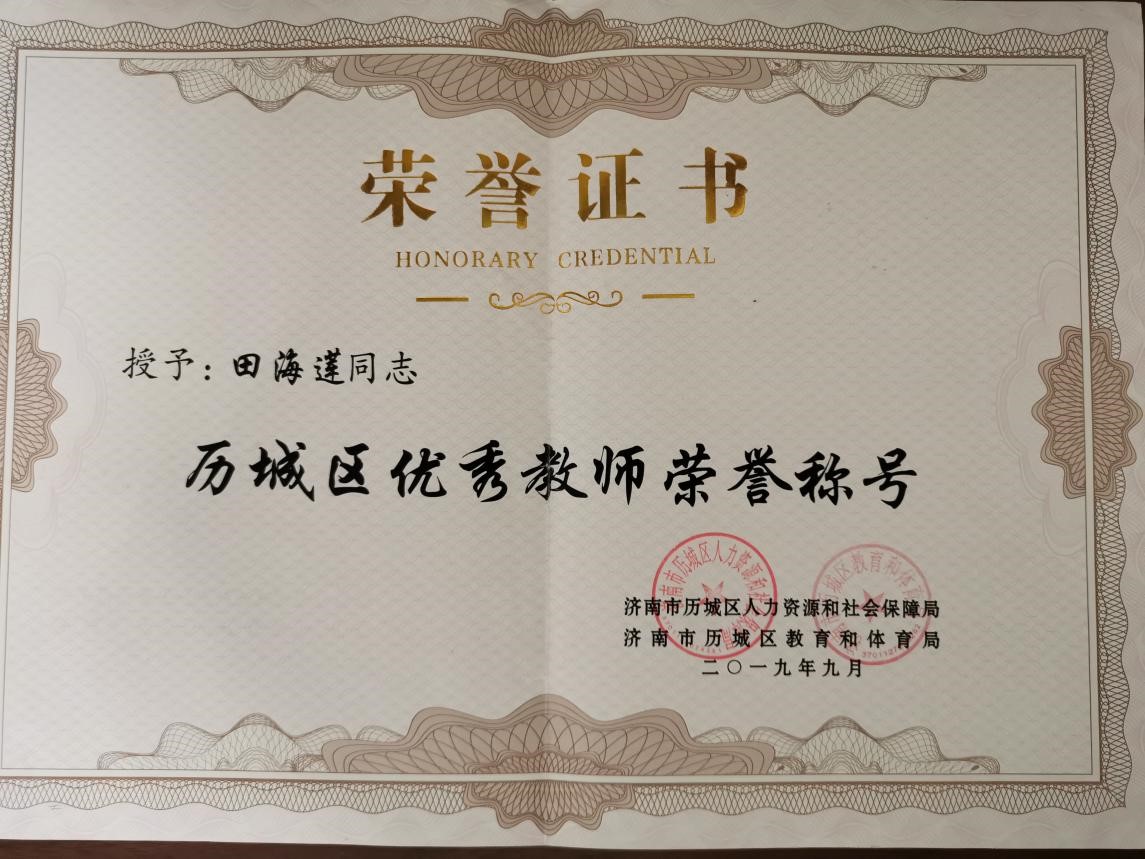 荣誉证书
HONORARY CREDENTIAL
授予：田海莲同志
历城区优秀教师荣誉称号
济南市历城区人力资源和社会保障局
济南市历城区教育和体育局
二〇一九年九月